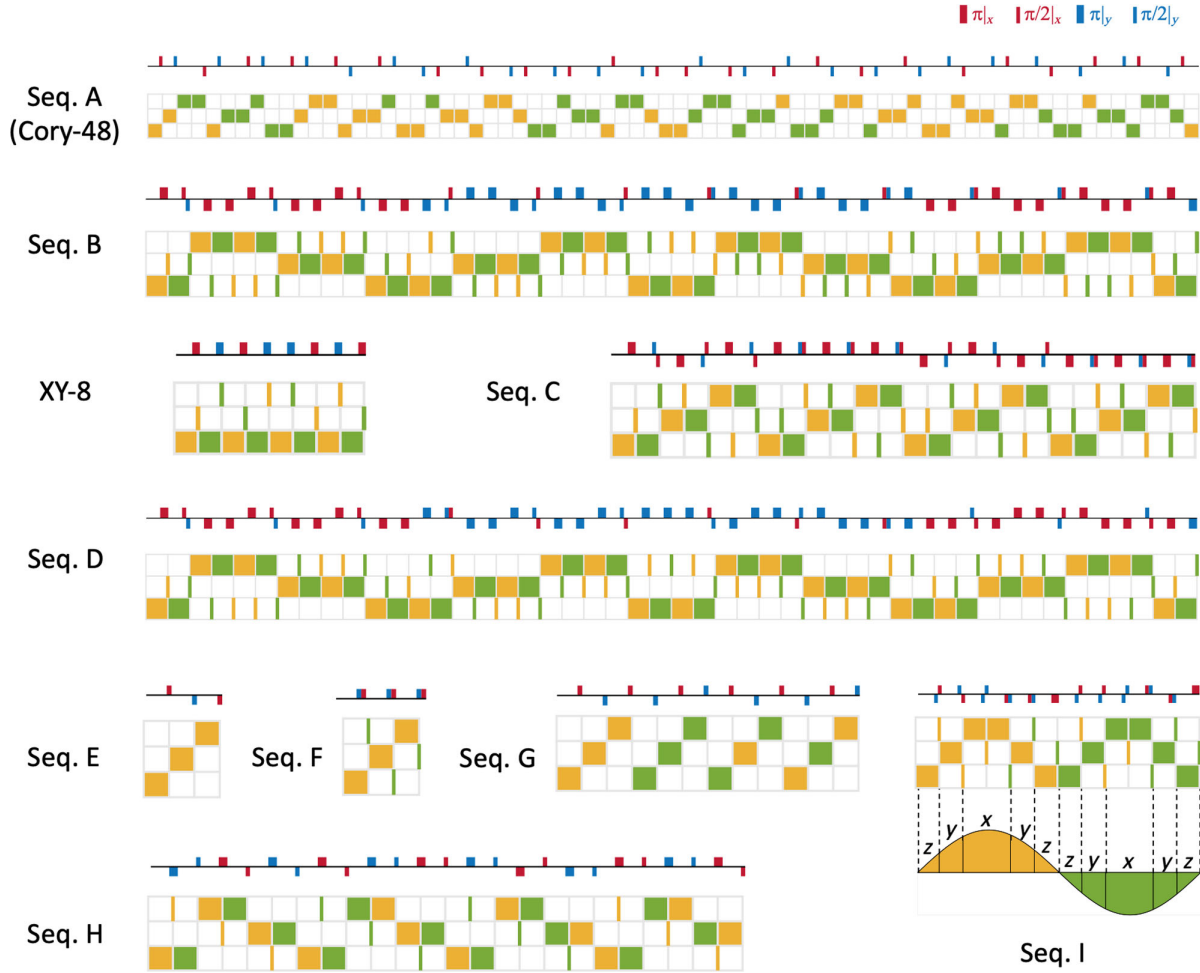 π|x π/2|x π|y π/2|y
Seq. A
(Cory-48)
Seq. B
XY-8
Seq. C
Seq. D
Seq. E
Seq. F
Seq. G
z y x y z z y x y z
Seq. H
Seq. I